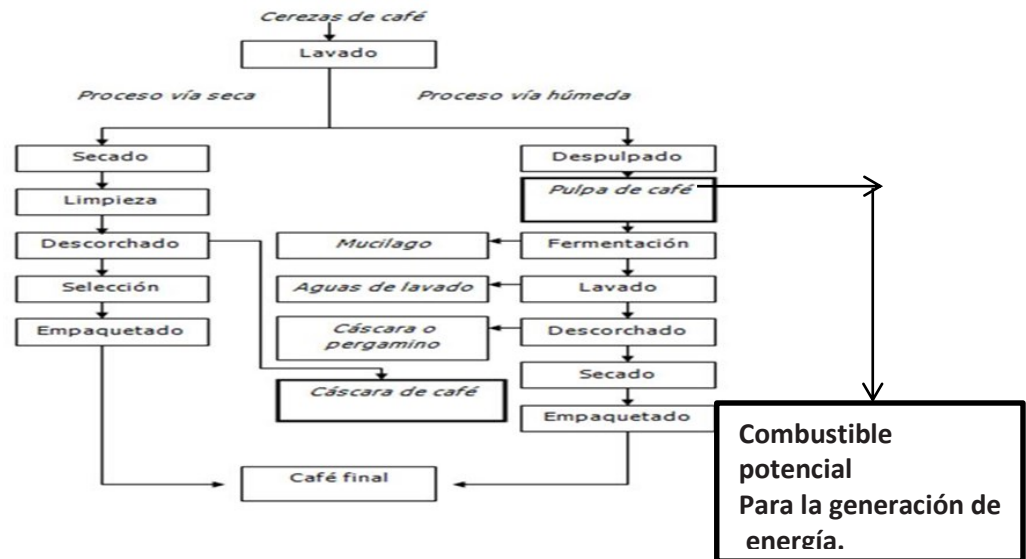 Cerezas de café
Lavado
Proceso vía seca
Proceso vía húmeda
Secado
Limpieza
Descorchado
Selección
Empaquetado
Despulpado
Pulpa de café
Fermentación
Mucilago
Lavado
Aguas de lavado
Descorchado
Cáscara o
pergamino
Secado
Cáscara de café
Empaquetado
Café final
Combustible
potencial
Para la generación de
energía.